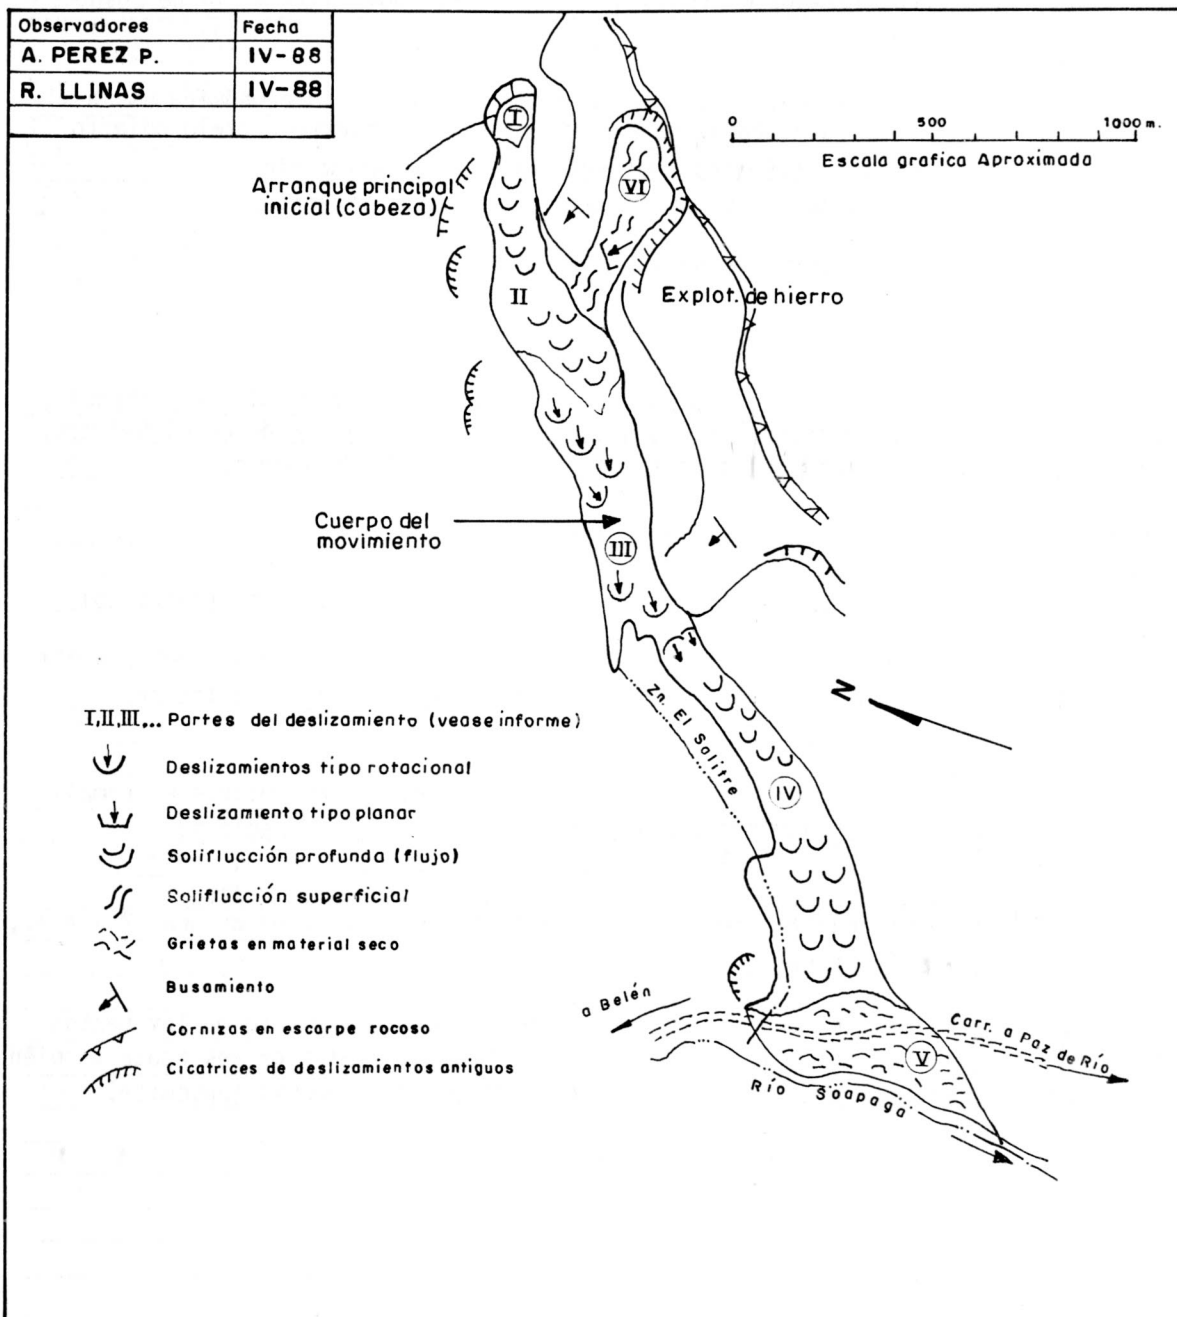 Observadores Fecha
A. PEREZ P. IV-88
R. LLINAS IV-88
0 500 1000 m.
Escala grafica Aproximada
I
VI
Arranque principal
inicial (cabeza)
II
Explot. de hierro
Cuerpo del
movimiento
III
Zn. El Salitre
N
IV
I,II,III... Partes del deslizamiento (vease informe)
Deslizamientos tipo rotacional
Deslizamiento tipo planar
Soliflucción profunda (flujo)
Soliflucción superficial
Grietas en material seco
Busamiento
Cornizas en escarpe rocoso
Cicatrices de deslizamientos antiguos
a Belén
Carr. a Paz de Río
V
Río Soapaga